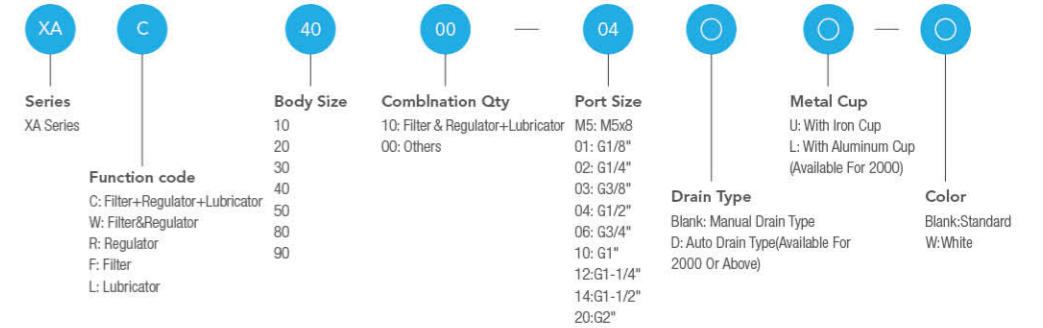 XA C 40 00 — 04 — 
Series
XA Series
Function code
C: Filter+Regulator+Lubricator
W: Filter&Regulator
R: Regulator
F: Filter
L: Lubricator
Body Size
10
20
30
40
50
80
90
Comblnation Qty
10: Filter & Regulator+Lubricator
00: Others
Port Size
M5: M5x8
01: G1/8"
02: G1/4"
03: G3/8"
04: G1/2"
06: G3/4"
10: G1"
12:G1-1/4"
14:G1-1/2"
20:G2"
Drain Type
Blank: Manual Drain Type
D: Auto Drain Type(Available For
2000 Or Above)
Metal Cup
U: With Iron Cup
L: With Aluminum Cup
(Available For 2000)
Color
Blank:Standard
W:White